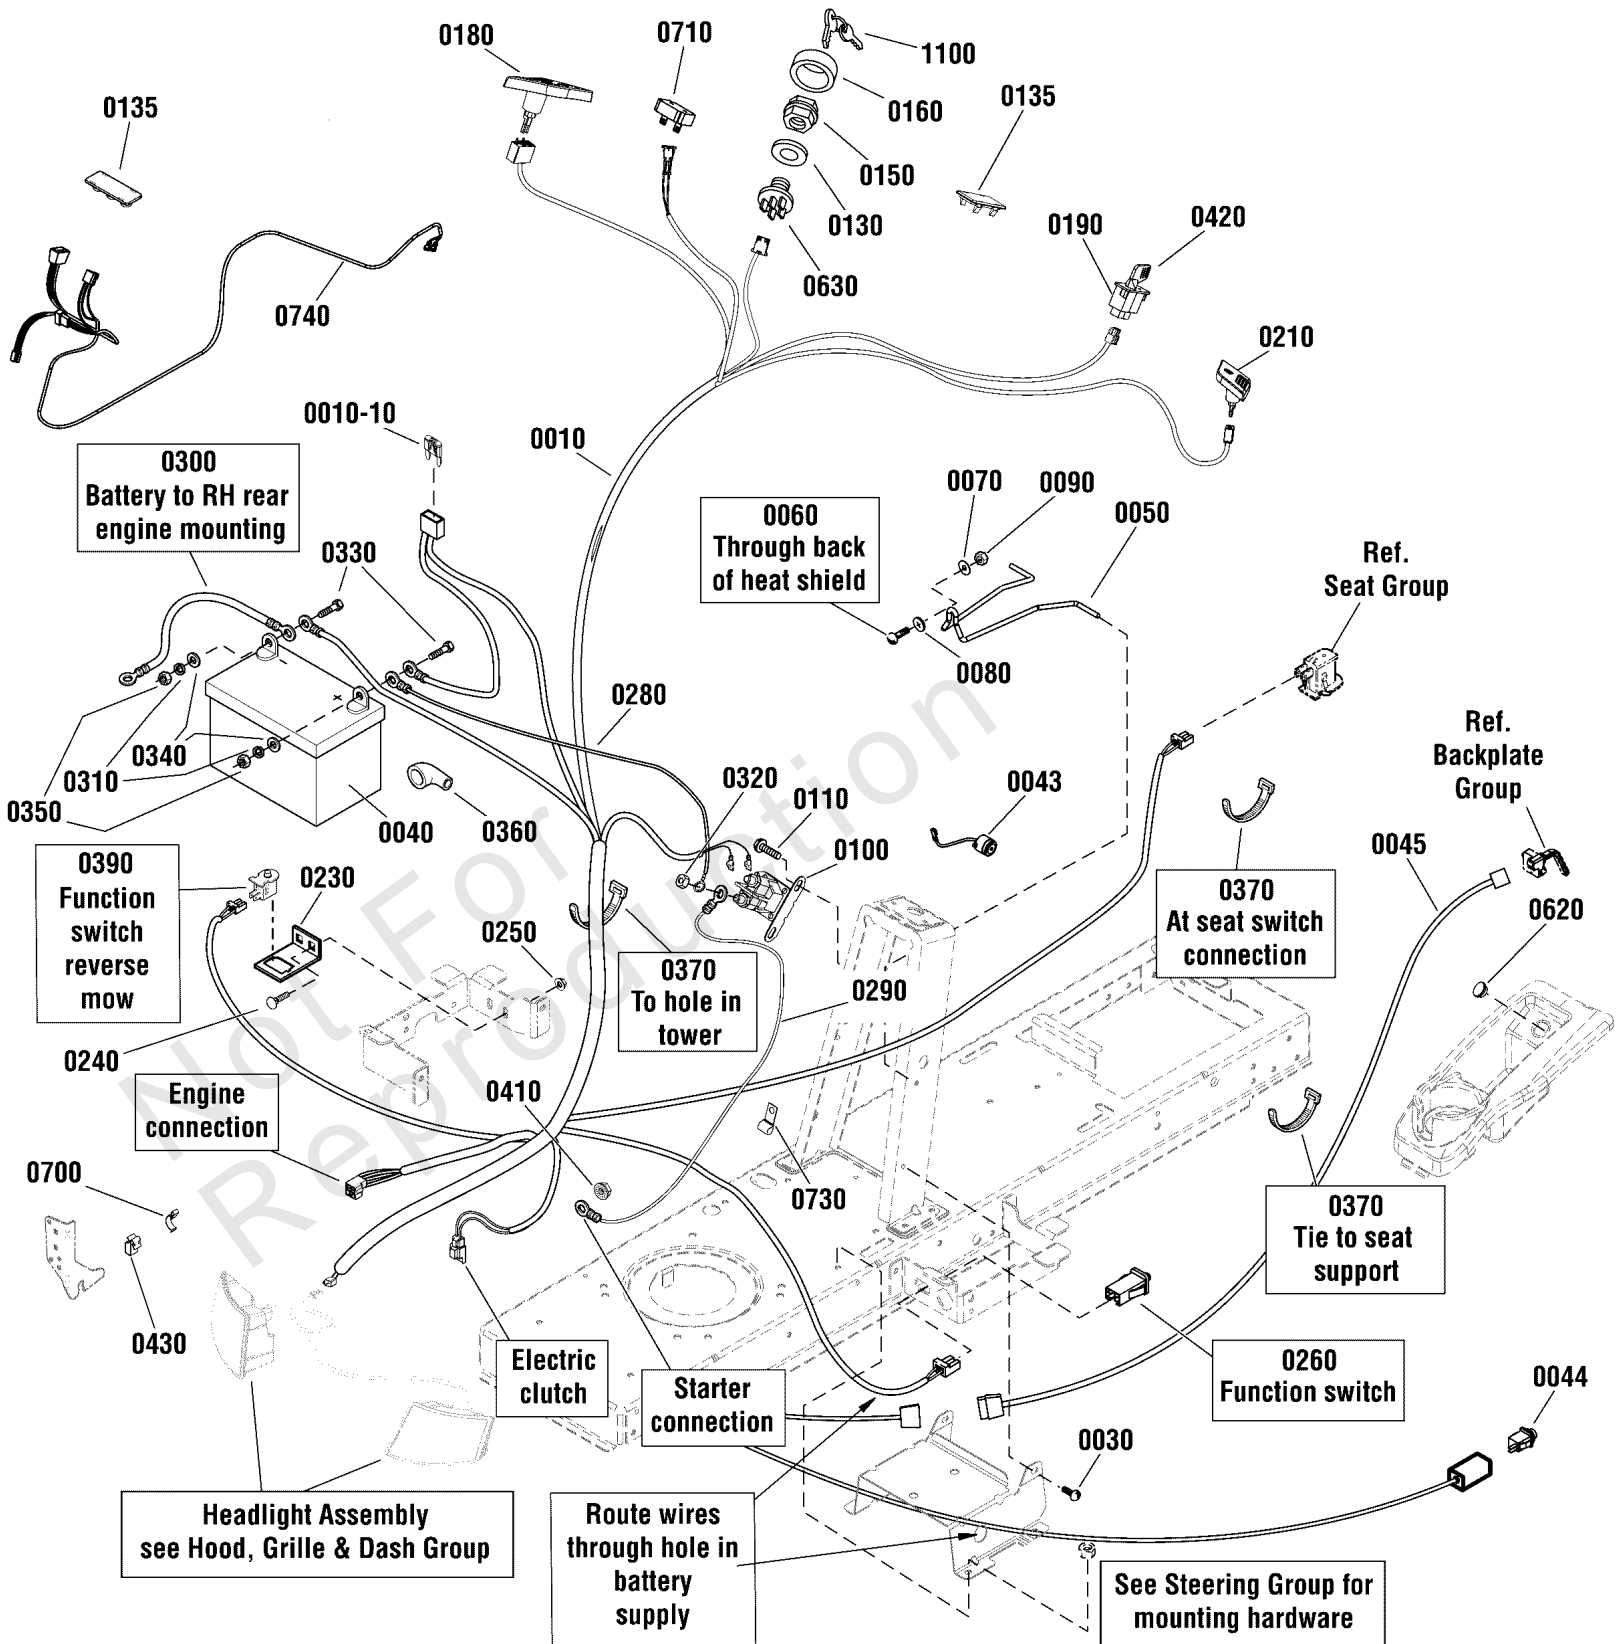 0180
0710
1100
0135
0160
0135
0150
0130
0190
0420
0630
0740
0210
0010-10
0010
0300
Battery to RH rear
engine mounting
0070
0090
0060
Through back
of heat shield
0050
0330
Ref.
Seat Group
0080
0280
Ref.
Backplate
Group
0340
0310
0350
0040
0360
0320
0110
0043
0100
0045
0390
Function
switch
reverse
mow
0230
0370
At seat switch
connection
0620
0250
0370
To hole in
tower
0290
0240
Engine
connection
0410
0700
0730
0370
Tie to seat
support
0430
Electric
clutch
Starter
connection
0260
Function switch
0044
0030
Headlight Assembly
see Hood, Grille & Dash Group
Route wires
through hole in
battery
supply
See Steering Group for
mounting hardware
Not For
Reproduction